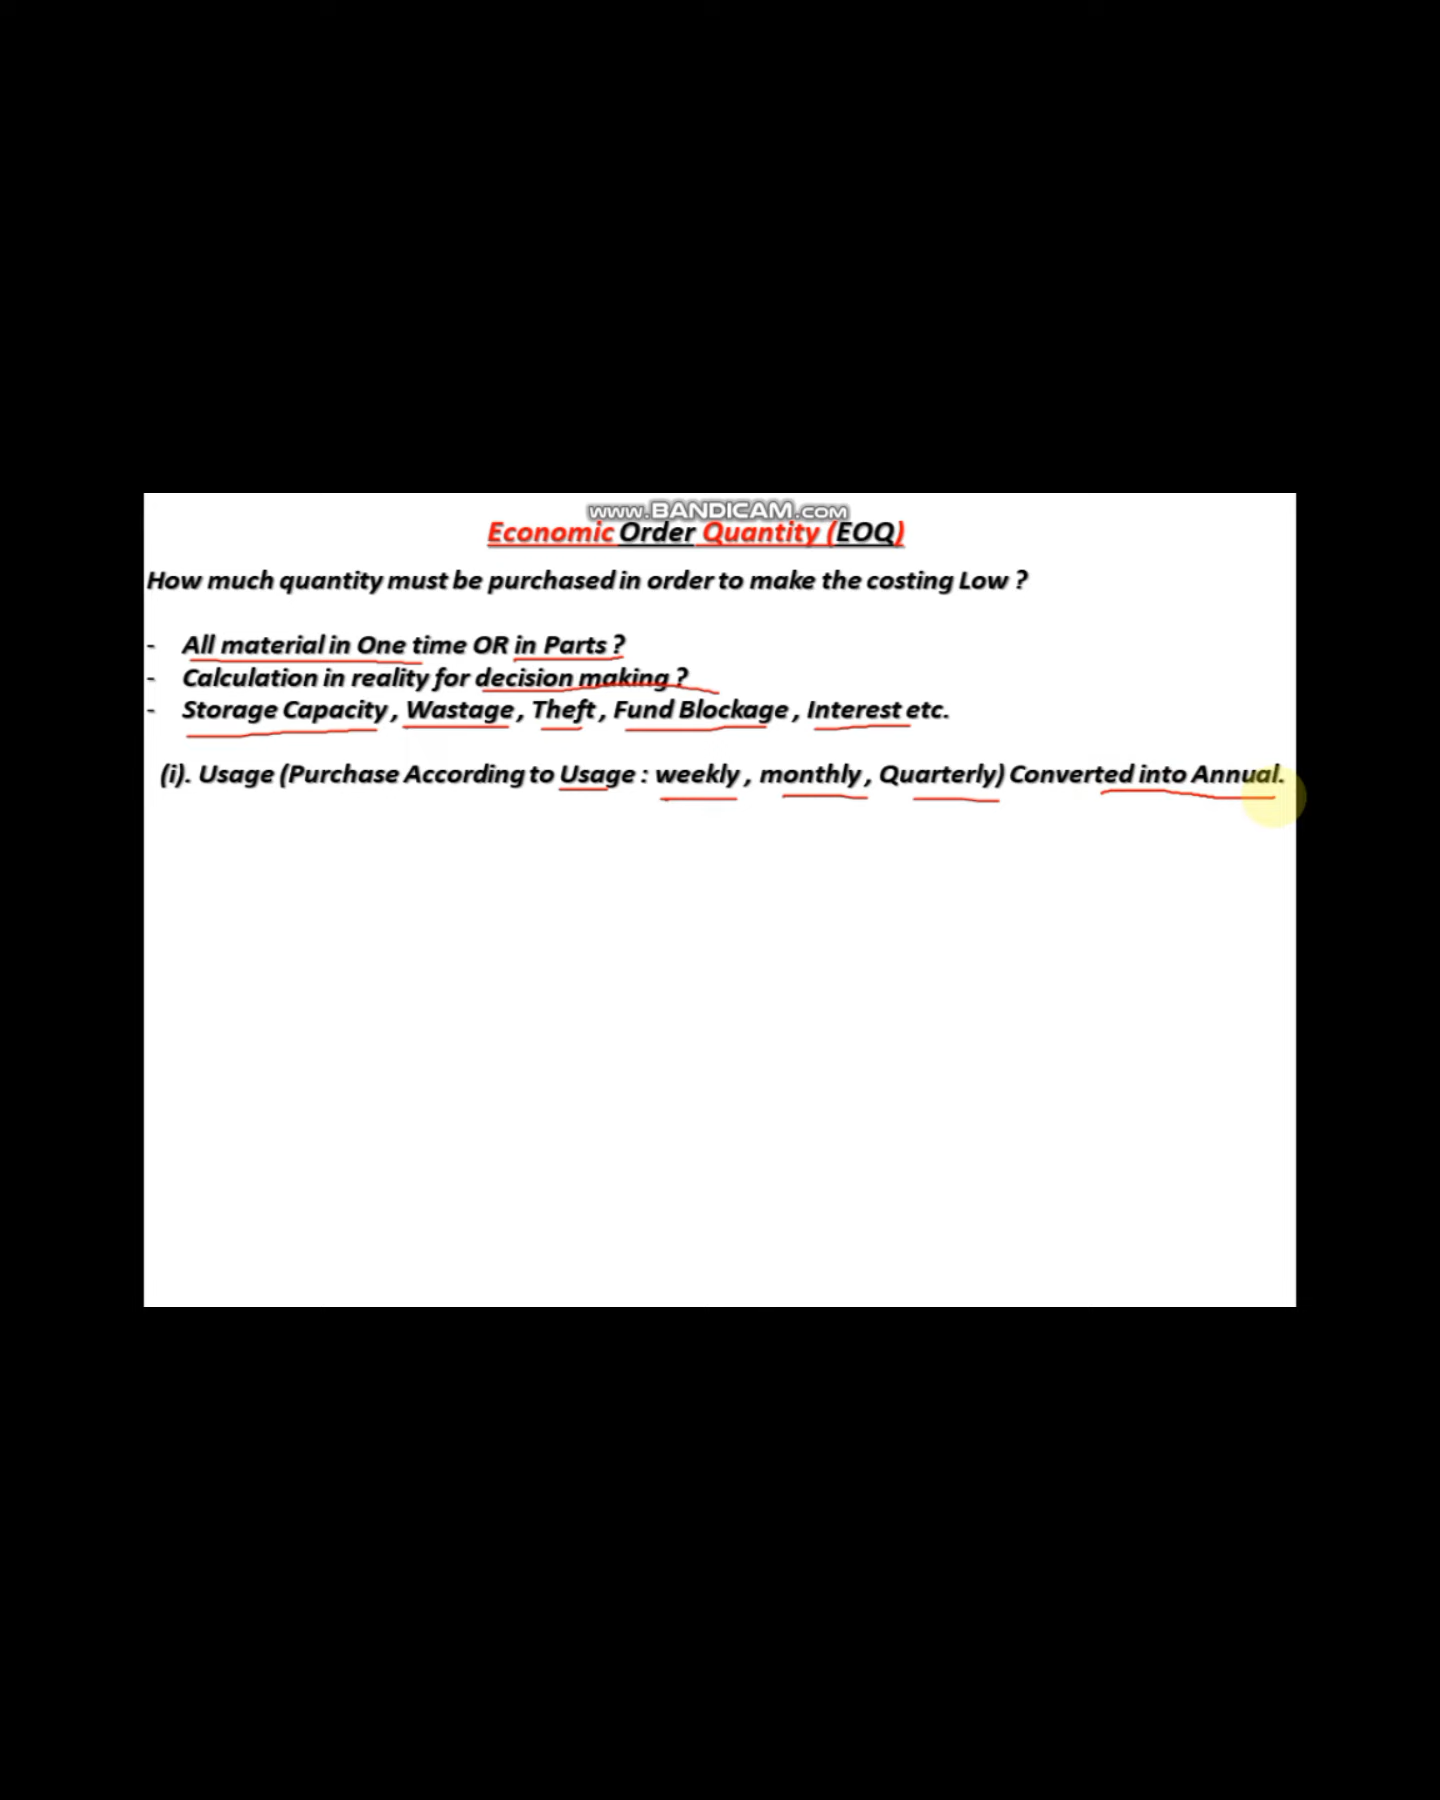 www.BANDICAM.com
Economic Order Quantity (EOQ)
How much quantity must be purchased in order to make the costing Low ?
- All material in One time OR in Parts ?
- Calculation in reality for decision making ?
- Storage Capacity , Wastage , Theft , Fund Blockage , Interest etc.
(i). Usage (Purchase According to Usage : weekly , monthly , Quarterly) Converted into Annual.